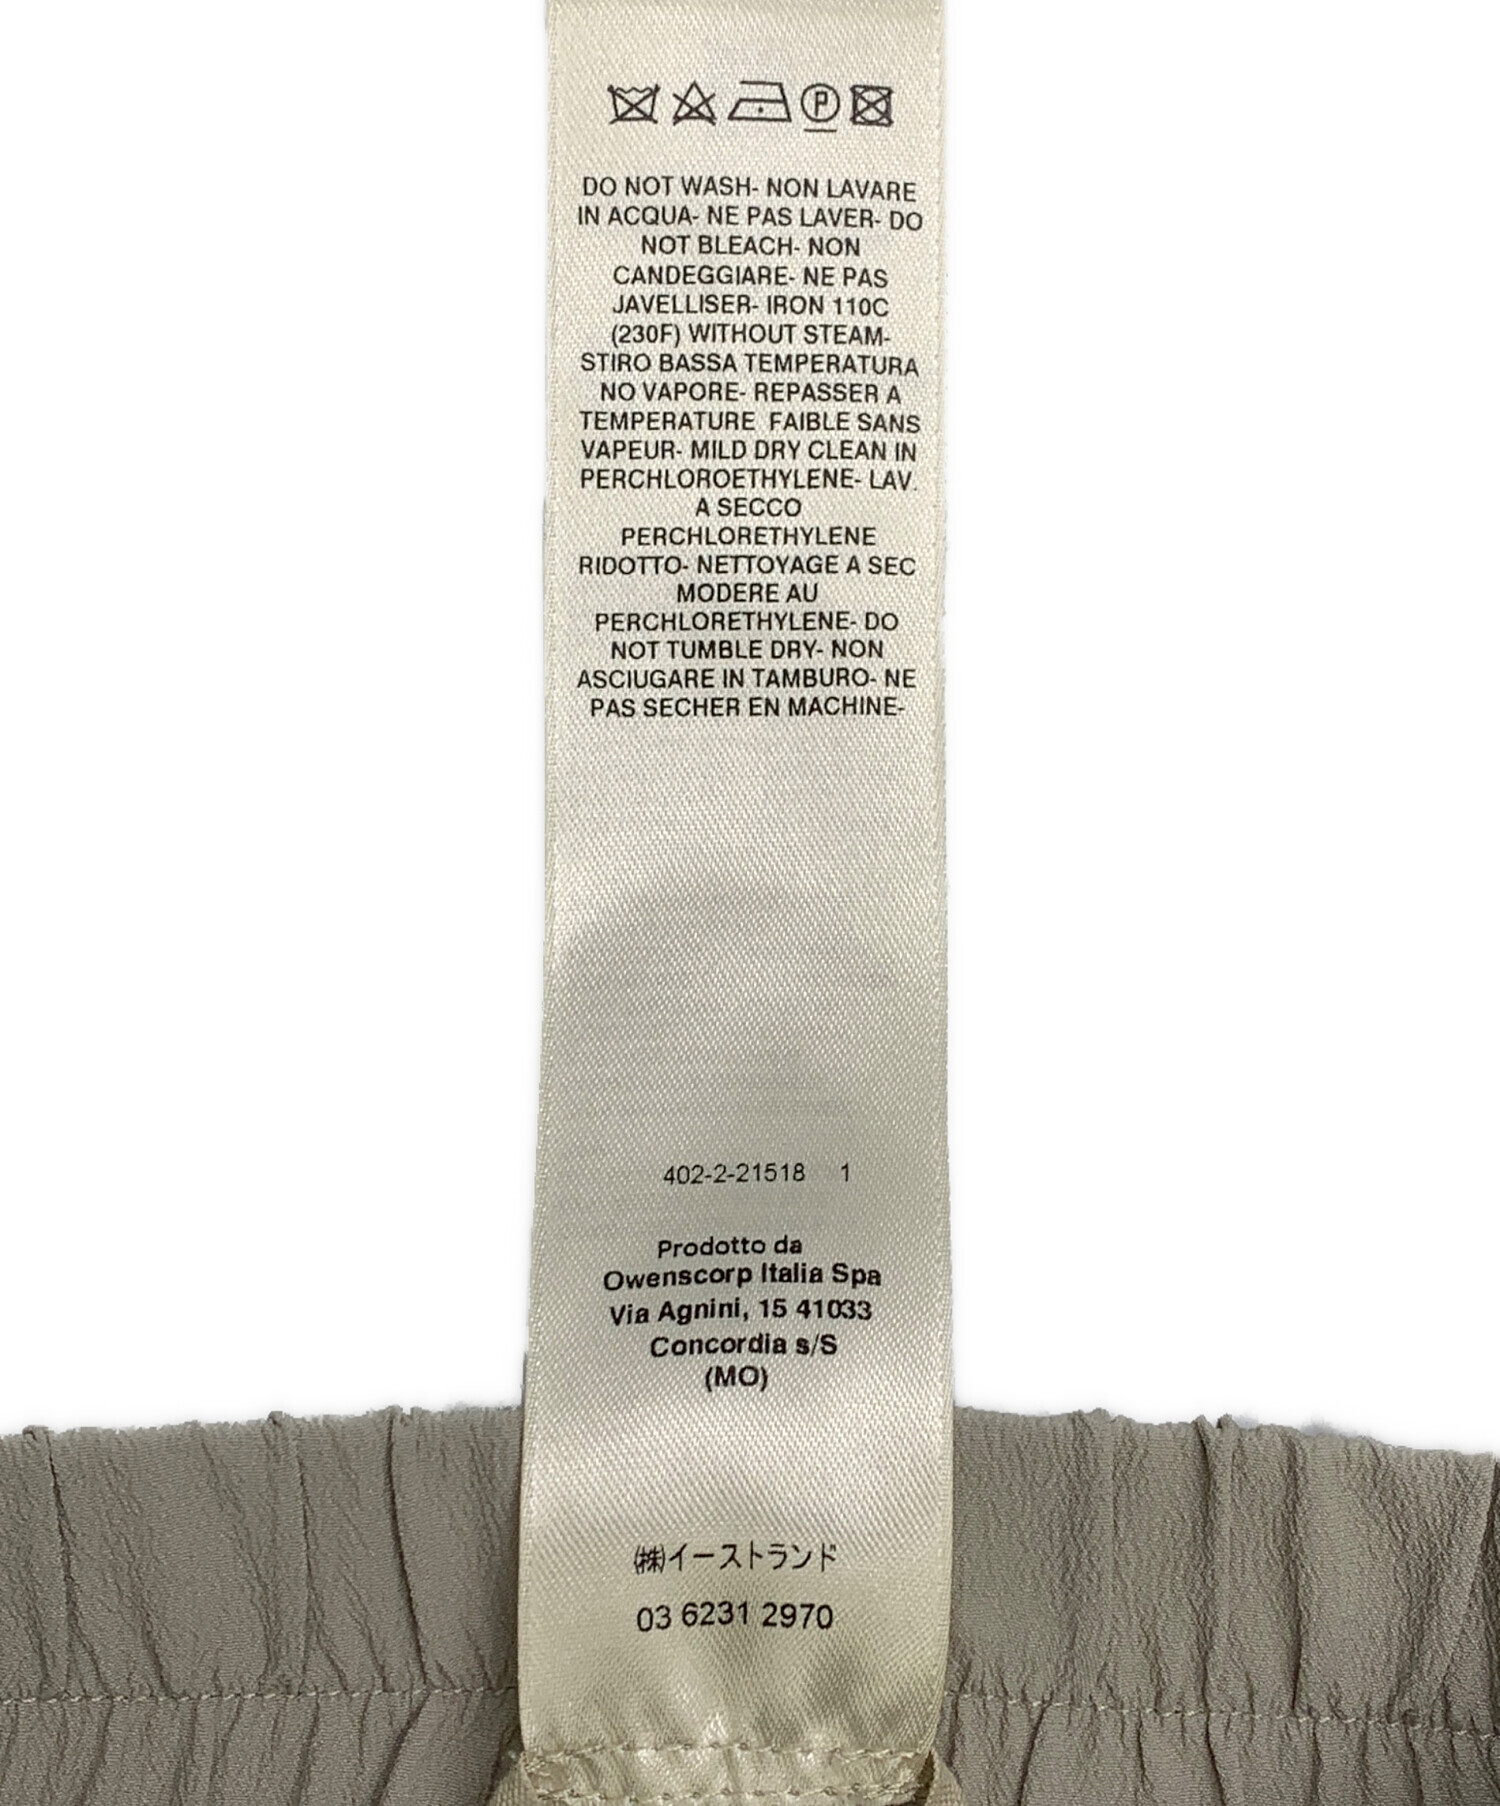 P
DO NOT WASH- NON LAVARE
IN ACQUA- NE PAS LAVER- DO
NOT BLEACH- NON
CANDEGGIARE- NE PAS
JAVELLISER- IRON 110C
(230F) WITHOUT STEAM-
STIRO BASSA TEMPERATURA
NO VAPORE- REPASSER A
TEMPERATURE FAIBLE SANS
VAPEUR- MILD DRY CLEAN IN
PERCHLOROETHYLENE- LAV.
A SECCO
PERCHLORETHYLENE
RIDOTTO- NETTOYAGE A SEC
MODERE AU
PERCHLORETHYLENE- DO
NOT TUMBLE DRY- NON
ASCIUGARE IN TAMBURO- NE
PAS SECHER EN MACHINE-
402-2-21518 1
Prodotto da
Owenscorp Italia Spa
Via Agnini, 15 41033
Concordia s/S
(MO)
㈱イーストランド
03 6231 2970